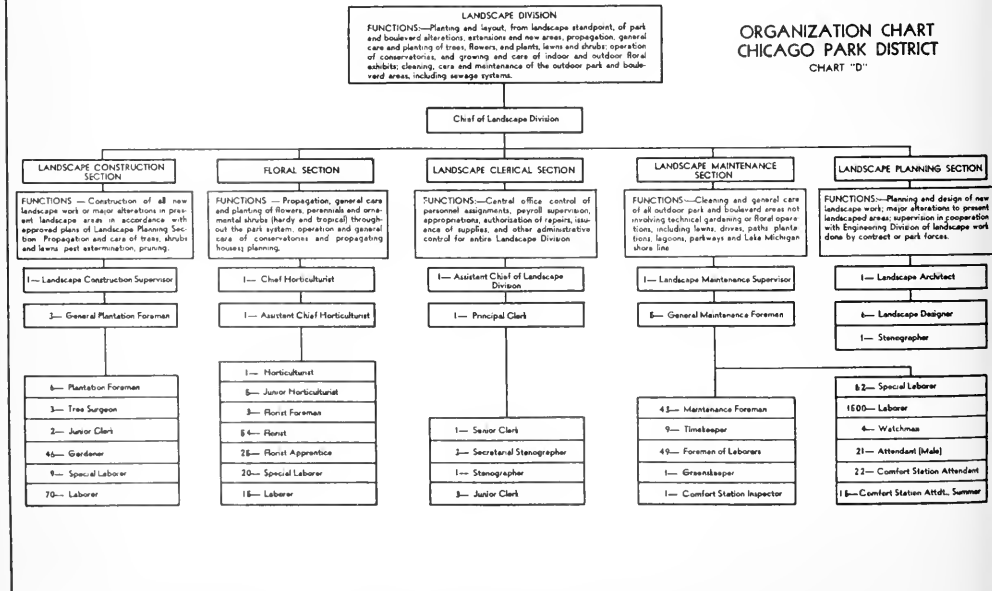 LANDSCAPE DIVISION
FUNCTIONS:—Planting and layout, from landscape standpoint, of park
and boulevard alterations, extensions and new areas, propagation, general
care and planting of trees, flowers, and plants, lawns and shrubs; operation
of conservatories, and growing and care of indoor and outdoor floral
exhibits; cleaning, care and maintenance of the outdoor park and boule-
vard areas, including sewage systems.
ORGANIZATION CHART
CHICAGO PARK DISTRICT
CHART "D"
Chief of Landscape Division
LANDSCAPE CONSTRUCTION
SECTION
FUNCTIONS — Construction of all new
landscape work or major alterations in pres-
ent landscape areas in accordance with
approved plans of Landscape Planning Sec-
tion Propagation and care of trees, shrubs
and lawns pest extermination, pruning.
1— Landscape Construction Supervisor
3— General Plantation Foreman
6— Plantation Foreman
3— Tree Surgeon
2— Junior Clerk
46— Gardener
9— Special Laborer
70— Laborer
FLORAL SECTION
FUNCTIONS — Propagation, general care
and planting of flowers, perennials and orna-
mental shrubs (hardy and tropical) through-
out the park system, operation and general
care of conservatories and propagating
houses; planning.
1— Chief Horticulturist
1— Assistant Chief Horticulturist
1— Horticulturist
5— Junior Horticulturist
3— Florist Foreman
54— Florist
25— Florist Apprentice
20— Special Laborer
15— Laborer
LANDSCAPE CLERICAL SECTION
FUNCTIONS:—Central office control of
personnel assignments, payroll supervision,
appropriations, authorization of repairs, issu-
ance of supplies, and other administrative
control for entire Landscape Division
1— Assistant Chief of Landscape
Division
1— Principal Clerk
1— Senior Clerk
Secretarial Stenographer
1— Stenographer
Junior Clerk
LANDSCAPE MAINTENANCE
SECTION
FUNCTIONS:—Cleaning and general care
of all outdoor park and boulevard areas not
involving technical gardening or floral opera-
tions, including lawns, drives, paths planta-
tions, lagoons, parkways and Lake Michigan
shore line
1— Landscape Maintenance Supervisor
General Maintenance Foreman
Maintenance Foreman
9— Timekeeper
49— Foreman of Laborers
1— Greenskeeper
1— Comfort Station Inspector
LANDSCAPE PLANNING SECTION
FUNCTIONS:—Planning and design of new
landscape work; major alterations to present
landscaped areas; supervision in cooperation
with Engineering Division of landscape work
done by contract or park forces.
1— Landscape Architect
6— Landscape Designer
1— Stenographer
Special Laborer
1500— Laborer
4— Watchman
21— Attendant (Male)
22— Comfort Station Attendant
15— Comfort Station Attdt., Summer